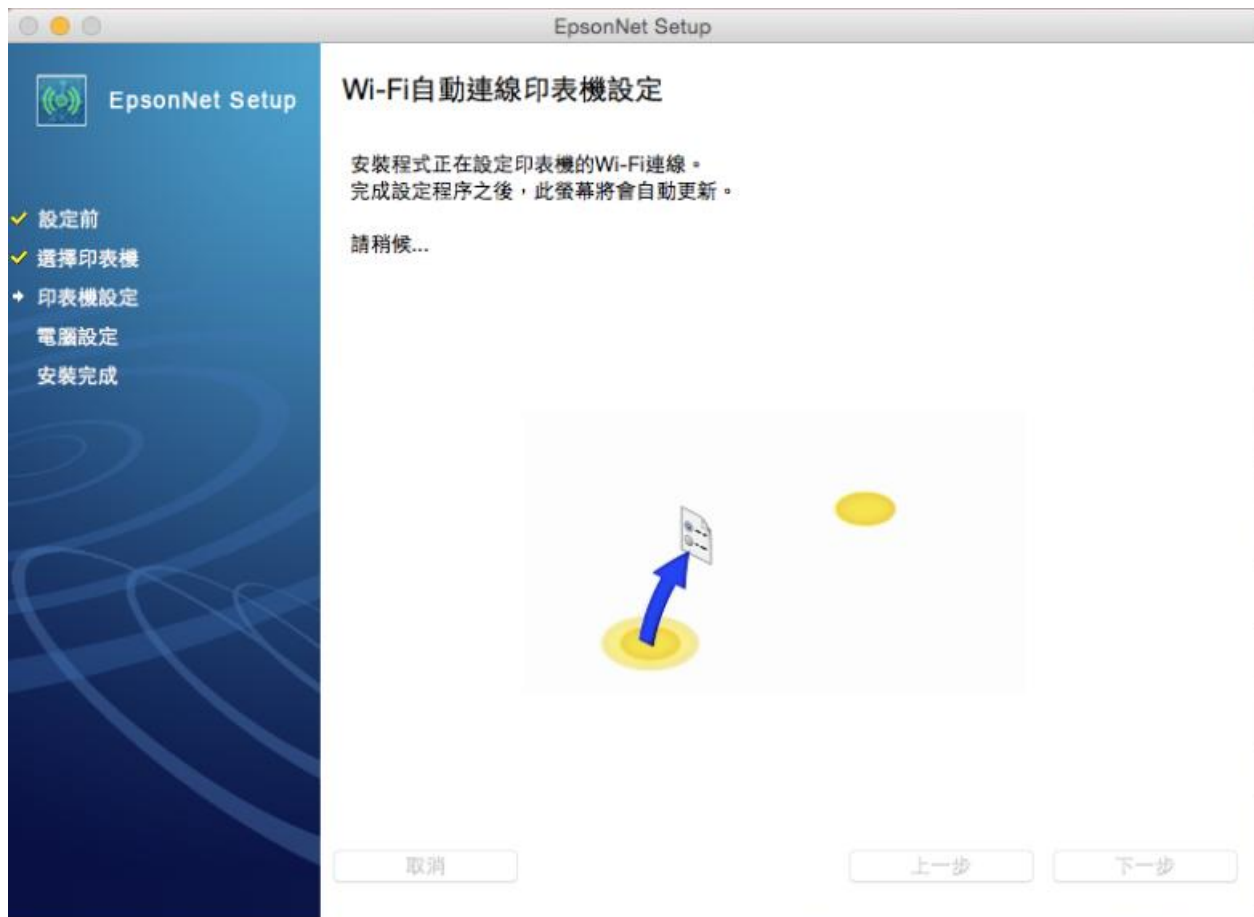 EpsonNet Setup
EpsonNet Setup
設定前
選擇印表機
印表機設定
電腦設定
安裝完成
Wi-Fi自動連線印表機設定
安裝程式正在設定印表機的Wi-Fi連線。
完成設定程序之後，此螢幕將會自動更新。
請稍候...
取消
上一步
下一步